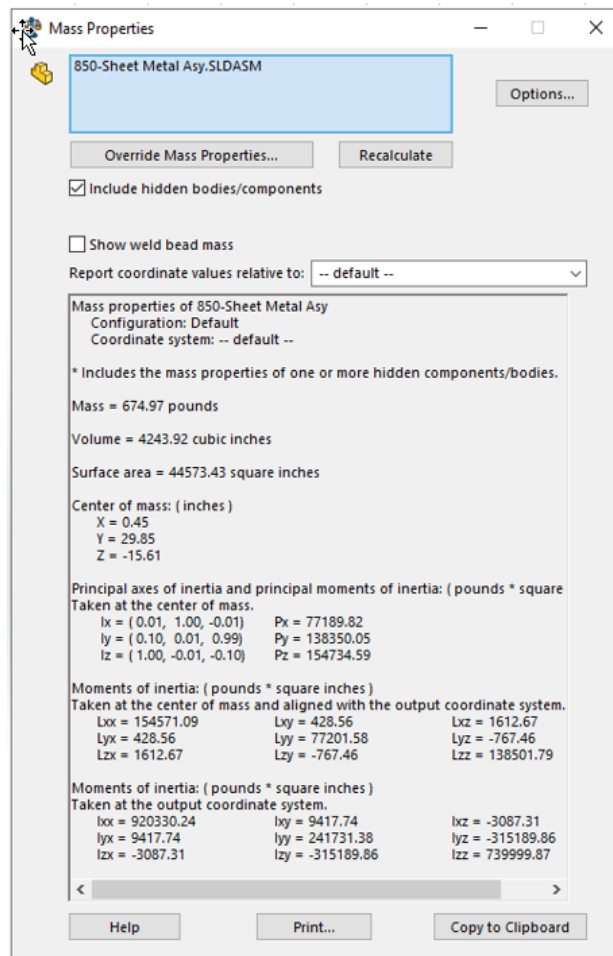 Mass Properties
850-Sheet Metal Asy.SLDASM
Options...
Override Mass Properties...
Recalculate
Include hidden bodies/components
Show weld bead mass
Report coordinate values relative to: -- default --
Mass properties of 850-Sheet Metal Asy
Configuration: Default
Coordinate system: -- default --
* Includes the mass properties of one or more hidden components/bodies.
Mass = 674.97 pounds
Volume = 4243.92 cubic inches
Surface area = 44573.43 square inches
Center of mass: ( inches )
X = 0.45
Y = 29.85
Z = -15.61
Principal axes of inertia and principal moments of inertia: ( pounds * square
Taken at the center of mass.
Ix = ( 0.01, 1.00, -0.01) Px = 77189.82
Iy = ( 0.10, 0.01, 0.99) Py = 138350.05
Iz = ( 1.00, -0.01, -0.10) Pz = 154734.59
Moments of inertia: ( pounds * square inches )
Taken at the center of mass and aligned with the output coordinate system.
Lxx = 154571.09 Lxy = 428.56 Lxz = 1612.67
Lyx = 428.56 Lyy = 77201.58 Lyz = -767.46
Lzx = 1612.67 Lzy = -767.46 Lzz = 138501.79
Moments of inertia: ( pounds * square inches )
Taken at the output coordinate system.
Ixx = 920330.24 Ixy = 9417.74 Ixz = -3087.31
Iyx = 9417.74 Iyy = 241731.38 Iyz = -315189.86
Izx = -3087.31 Izy = -315189.86 Izz = 739999.87
Help
Print...
Copy to Clipboard